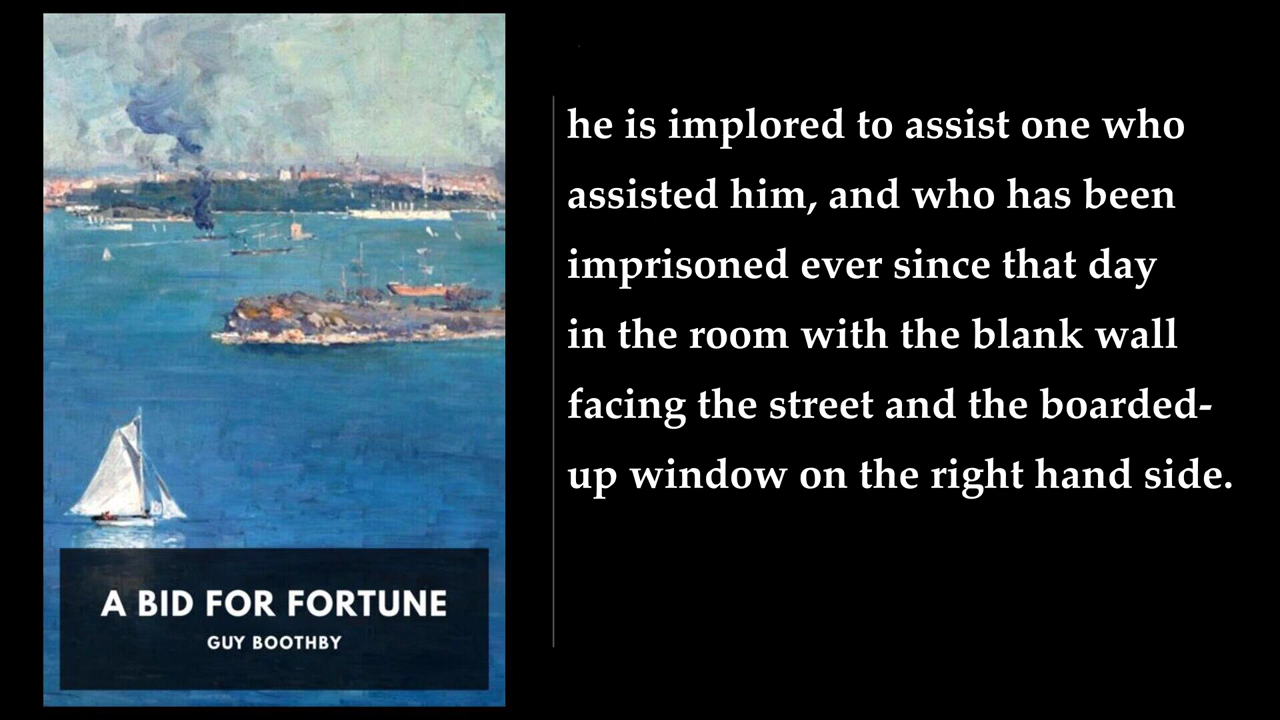 he is implored to assist one who
assisted him, and who has been
imprisoned ever since that day
in the room with the blank wall
facing the street and the boarded-
up window on the right hand side.
A BID FOR FORTUNE
GUY BOOTHBY